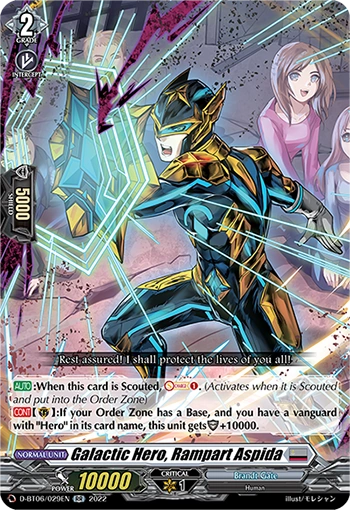 2
GRADE
INTERCEPT
5000
SHIELD
Rest assured! I shall protect the lives of you all!
AUTO :When this card is Scouted, CHARGE 1. (Activates when it is Scouted
and put into the Order Zone)
CONT [ ]:If your Order Zone has a Base, and you have a vanguard
with "Hero" in its card name, this unit gets +10000.
NORMAL UNIT Galactic Hero, Rampart Aspida
POWER 10000 CRITICAL 1 Brandt Gate
Human
D-BT06/029EN RR 2022 illust/モレシャン